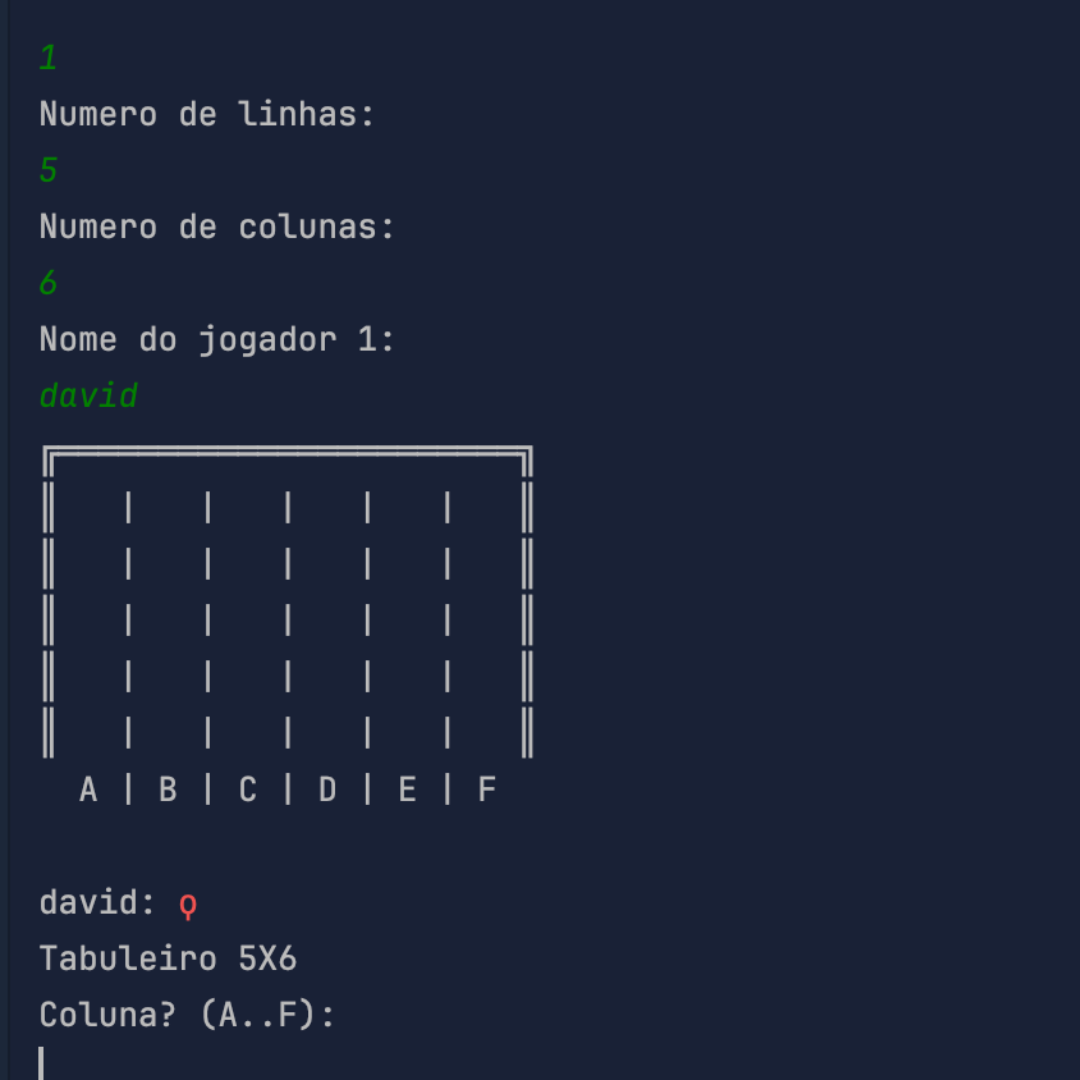 1
Numero de linhas:
5
Numero de colunas:
6
Nome do jogador 1:
david
╔═══════════════════════╗
║   |   |   |   |   |   ║
║   |   |   |   |   |   ║
║   |   |   |   |   |   ║
║   |   |   |   |   |   ║
║   |   |   |   |   |   ║
  A | B | C | D | E | F
david: ϙ
Tabuleiro 5X6
Coluna? (A..F):